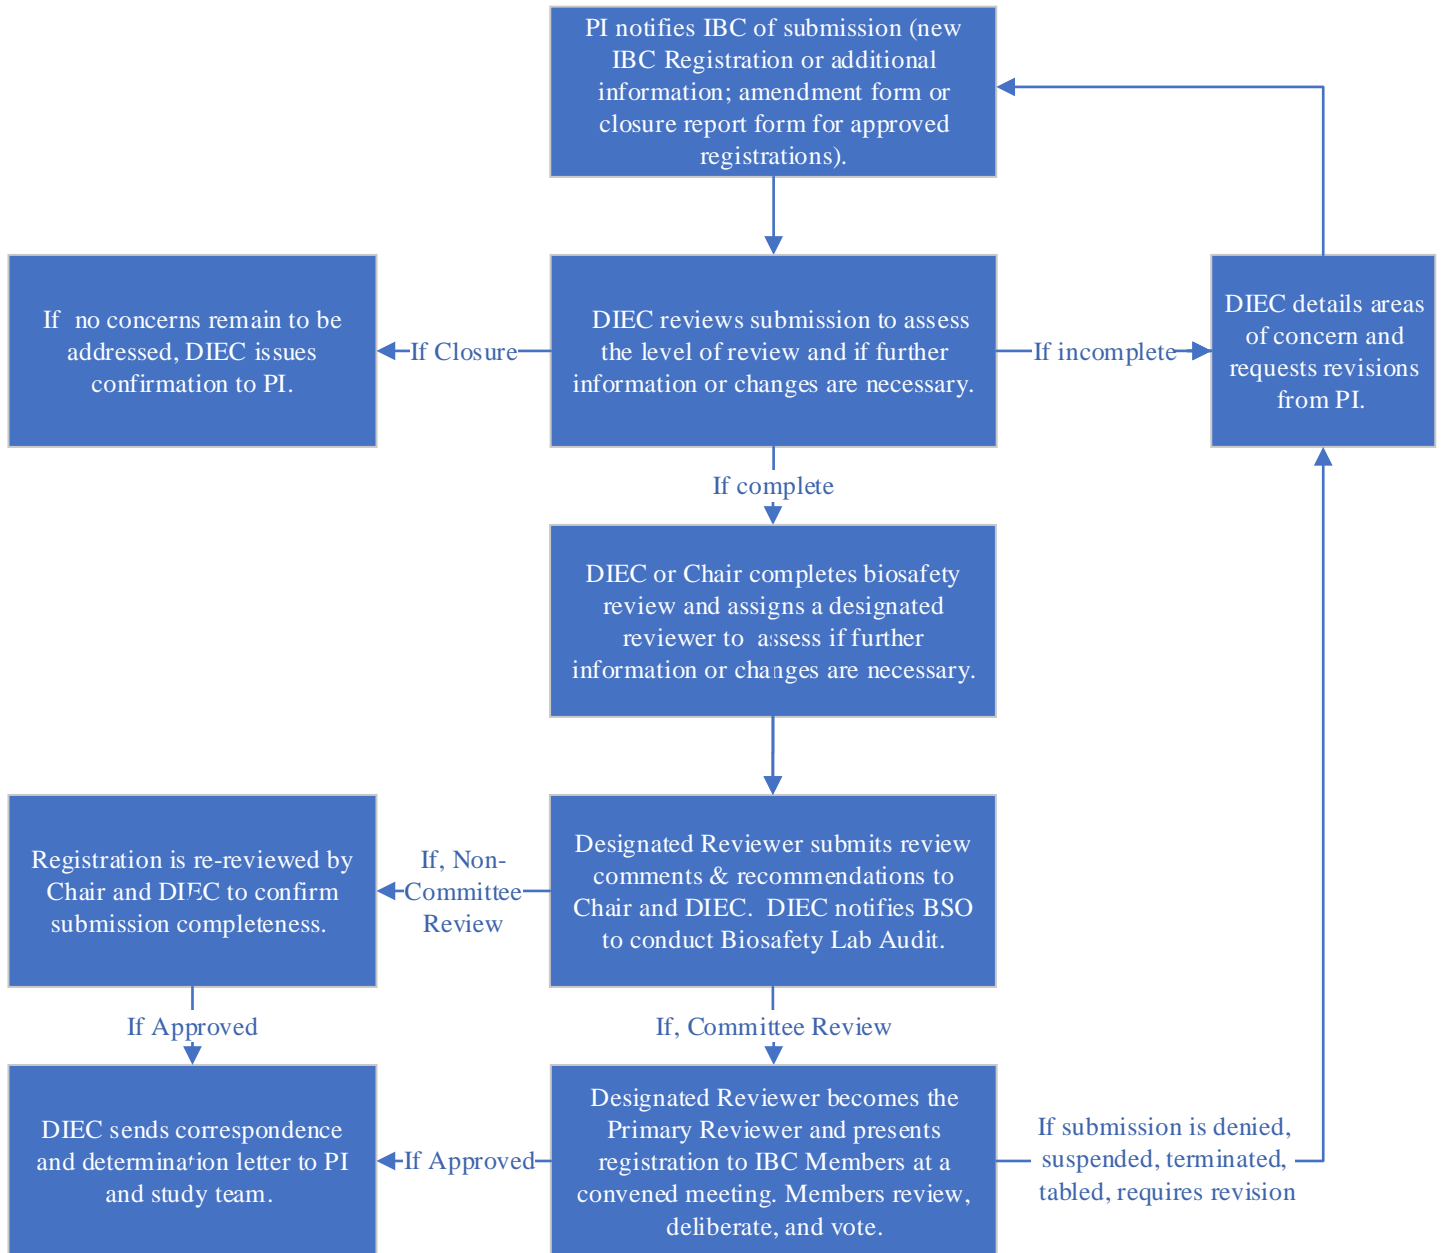 PI notifies IBC of submission (new
IBC Registration or additional
information; amendment form or
closure report form for approved
registrations).
If no concerns remain to be
addressed, DIEC issues
confirmation to PI.
If Closure
DIEC reviews submission to assess
the level of review and if further
information or changes are necessary.
If incomplete
DIEC details areas
of concern and
requests revisions
from PI.
If complete
DIEC or Chair completes biosafety
review and assigns a designated
reviewer to assess if further
information or changes are necessary.
Registration is re-reviewed by
Chair and DIEC to confirm
submission completeness.
If, Non-
Committee
Review
Designated Reviewer submits review
comments & recommendations to
Chair and DIEC. DIEC notifies BSO
to conduct Biosafety Lab Audit.
If Approved
If, Committee Review
DIEC sends correspondence
and determination letter to PI
and study team.
If Approved
Designated Reviewer becomes the
Primary Reviewer and presents
registration to IBC Members at a
convened meeting. Members review,
deliberate, and vote.
If submission is denied,
suspended, terminated,
tabled, requires revision